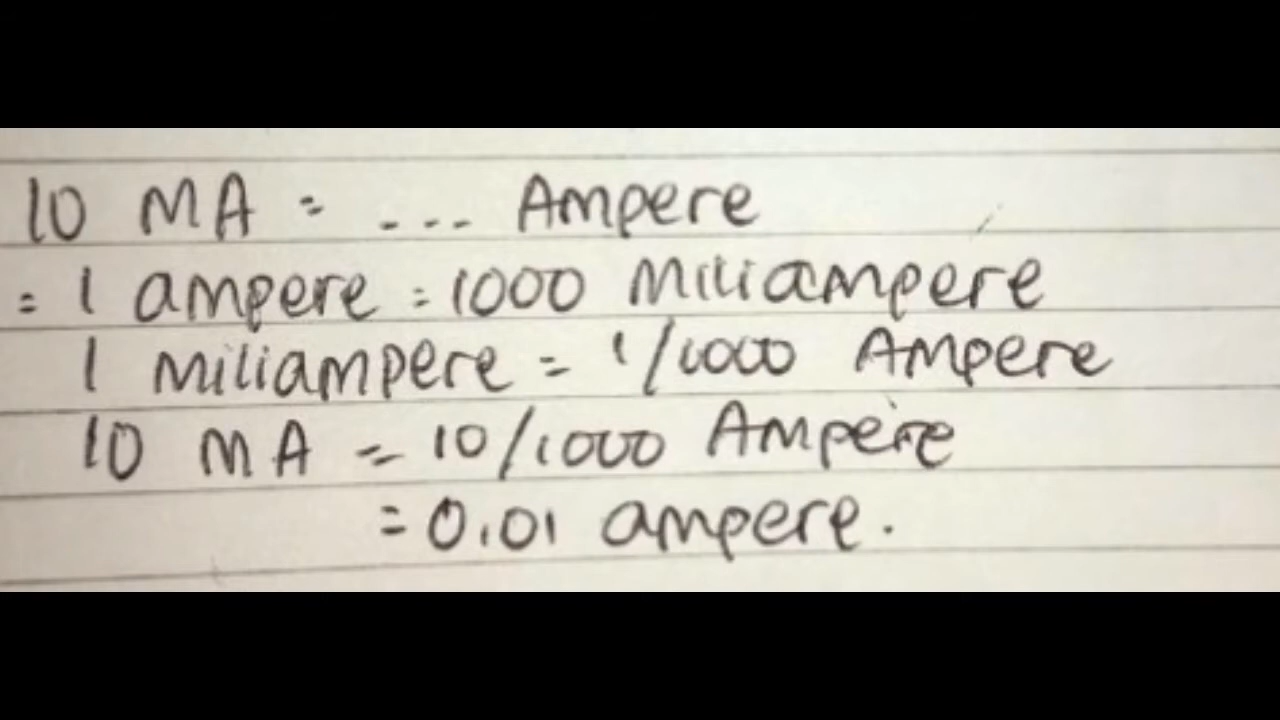 10 MA = ... Ampere
= 1 ampere = 1000 Miliampere
1 miliampere = 1/1000 Ampere
10 MA = 10/1000 Ampere
= 0.01 ampere.